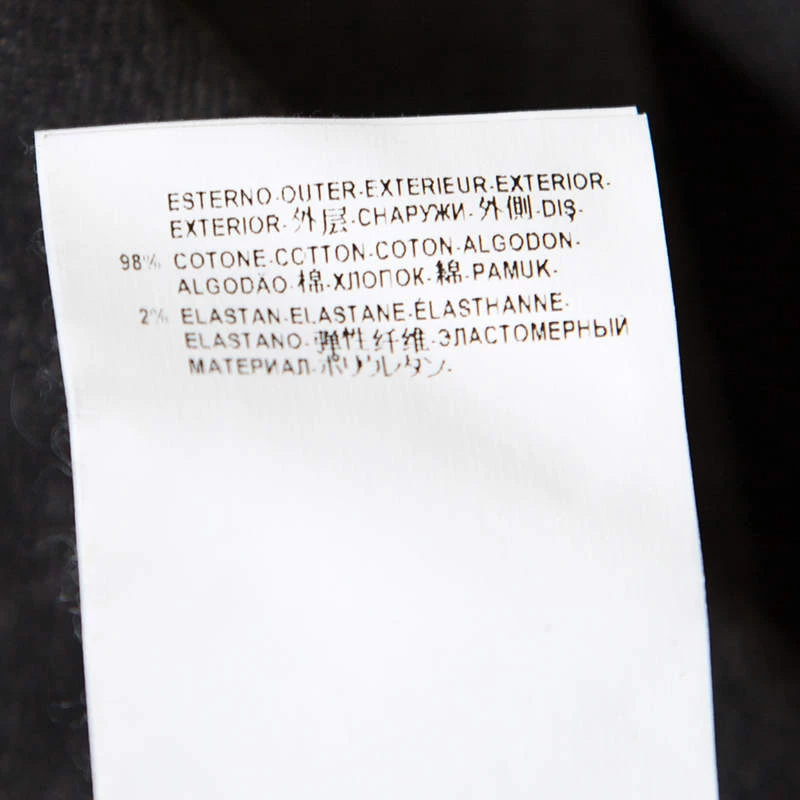 ESTERNO-OUTER-EXTERIEUR-EXTERIOR-
EXTERIOR-外层-СНАРУЖИ-外側-DIŞ-
98% COTONE-COTTON-COTON-ALGODON-
ALGODÃO-棉-ХЛОПОК-綿-PAMUK-
2% ELASTAN-ELASTANE-ÉLASTHANNE-
ELASTANO-弹性纤维-ЭЛАСТОМЕРНЫЙ
МАТЕРИАЛ-ポリウレタン-